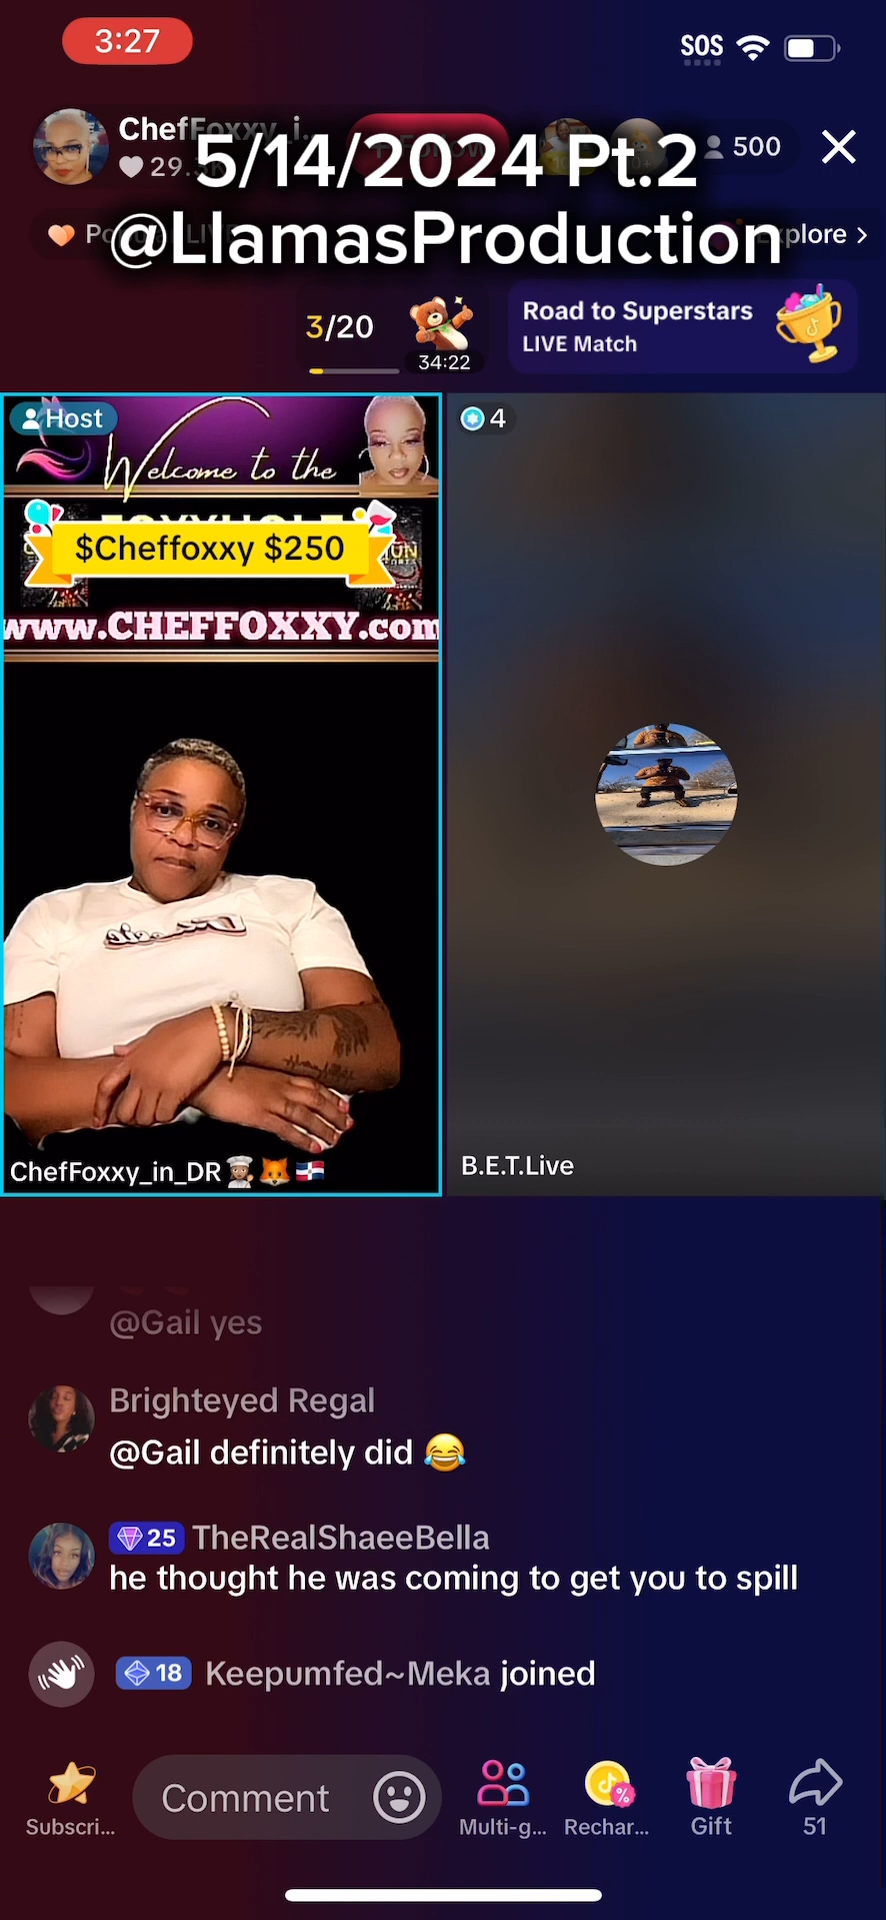 3:27
SOS
ChefFoxxy_i...
29.
500
5/14/2024 Pt.2
@LlamasProduction
Explore >
3/20
34:22
Road to Superstars
LIVE Match
Host
4
Welcome to the
$Cheffoxxy $250
www.CHEFFOXXY.com
ChefFoxxy_in_DR
B.E.T.Live
@Gail yes
Brighteyed Regal
@Gail definitely did 😂
25 TheRealShaeeBella
he thought he was coming to get you to spill
18 Keepumfed~Meka joined
Comment
Subscri...
Multi-g...
Rechar...
Gift
51